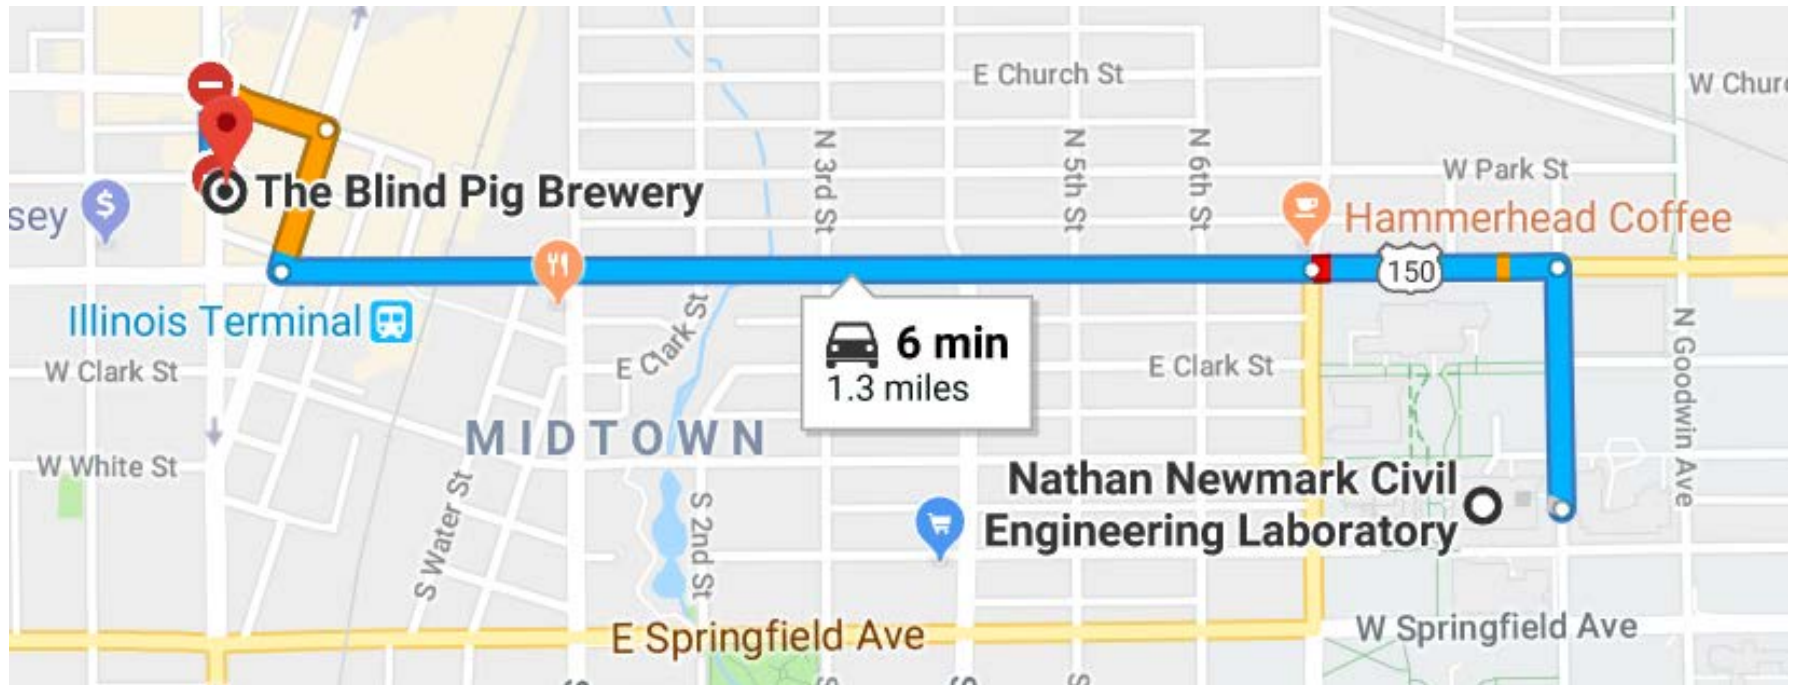 E Church St
W Churc
N 3rd St
N 5th St
N 6th St
W Park St
The Blind Pig Brewery
sey
$
Hammerhead Coffee
150
Illinois Terminal
E Clark St
6 min
1.3 miles
E Clark St
N Goodwin Ave
W Clark St
MIDTOWN
W White St
S Water St
S 2nd St
Nathan Newmark Civil
Engineering Laboratory
E Springfield Ave
W Springfield Ave
S
S
S
S